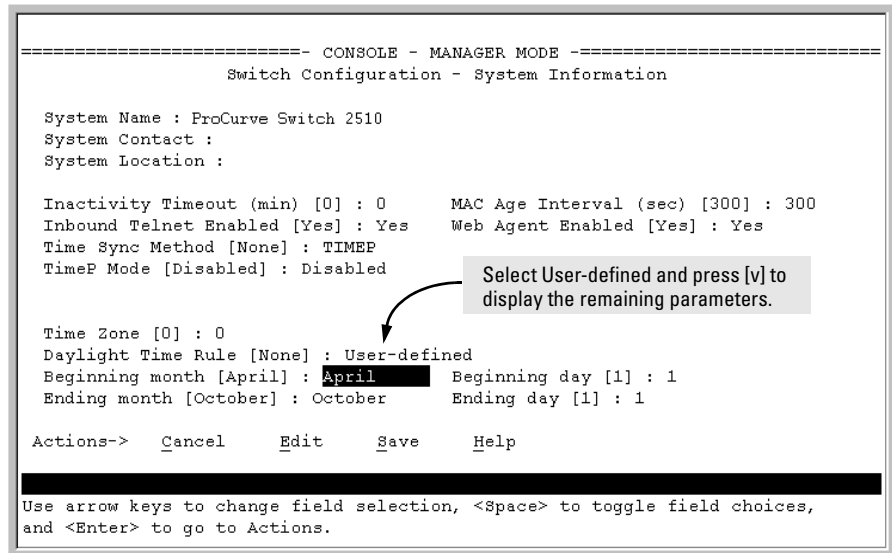 ==========================- CONSOLE - MANAGER MODE -============================
Switch Configuration - System Information
System Name : ProCurve Switch 2510
System Contact :
System Location :
Inactivity Timeout (min) [0] : 0 MAC Age Interval (sec) [300] : 300
Inbound Telnet Enabled [Yes] : Yes Web Agent Enabled [Yes] : Yes
Time Sync Method [None] : TIMEP
TimeP Mode [Disabled] : Disabled
Select User-defined and press [v] to
display the remaining parameters.
Time Zone [0] : 0
Daylight Time Rule [None] : User-defined
Beginning month [April] : April Beginning day [1] : 1
Ending month [October] : October Ending day [1] : 1
Actions-> Cancel Edit Save Help
Use arrow keys to change field selection, <Space> to toggle field choices,
and <Enter> to go to Actions.